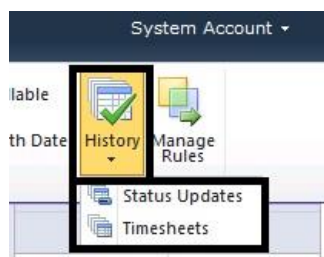 System Account
lable
th Date
History
Manage
Rules
Status Updates
Timesheets